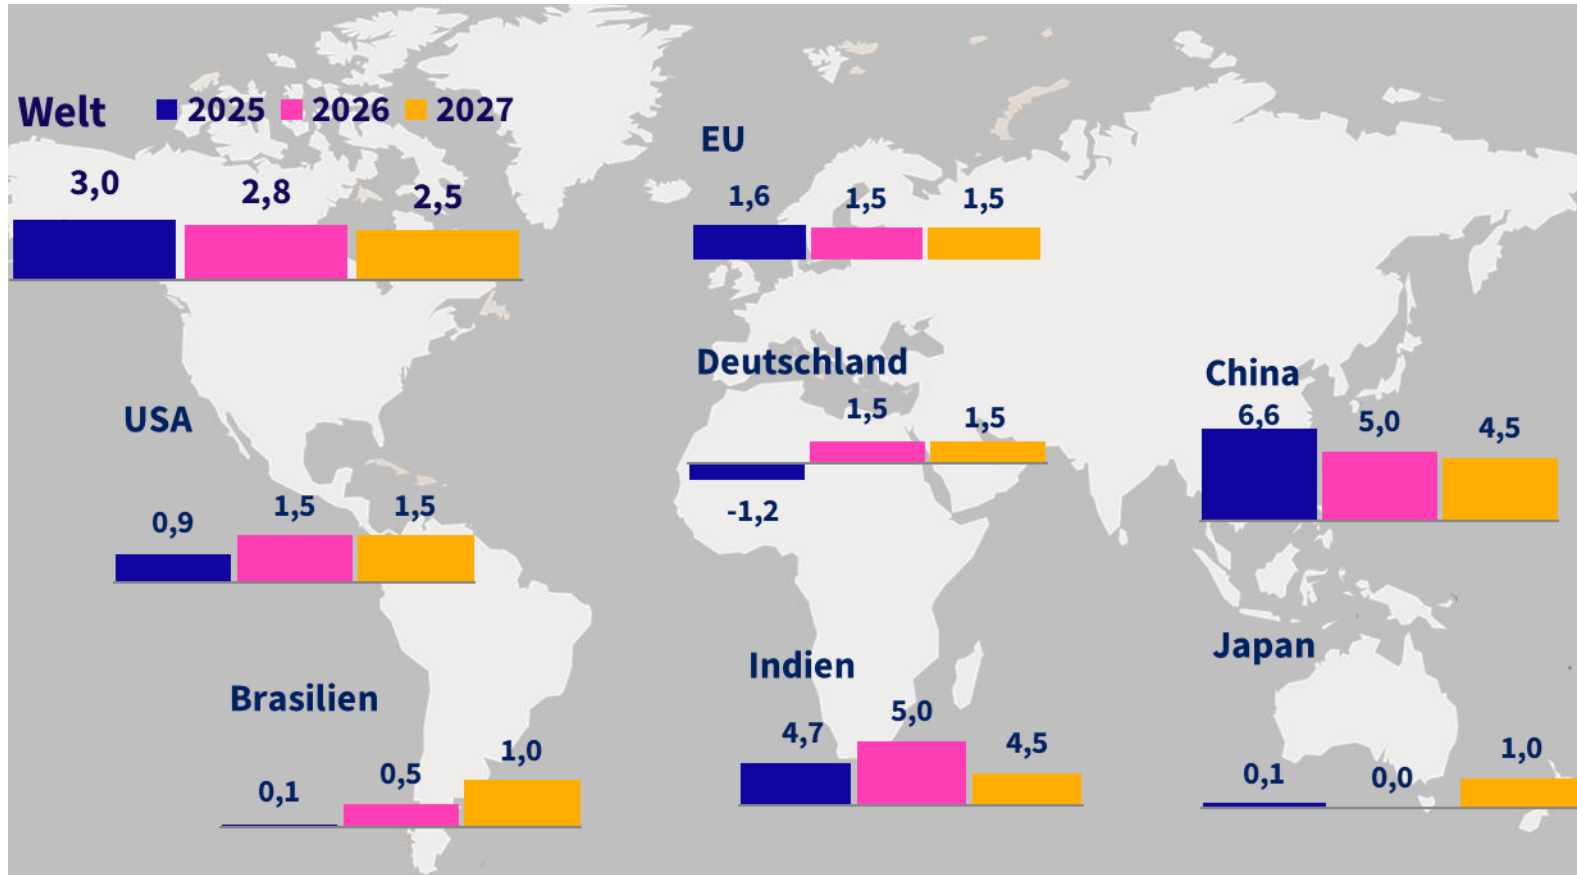 Welt 2025 2026 2027
3,0 2,8 2,5
EU
1,6 1,5 1,5
Deutschland
1,5 1,5
-1,2
China
6,6 5,0 4,5
USA
0,9 1,5 1,5
Brasilien
0,1 0,5 1,0
Indien
4,7 5,0 4,5
Japan
0,1 0,0 1,0